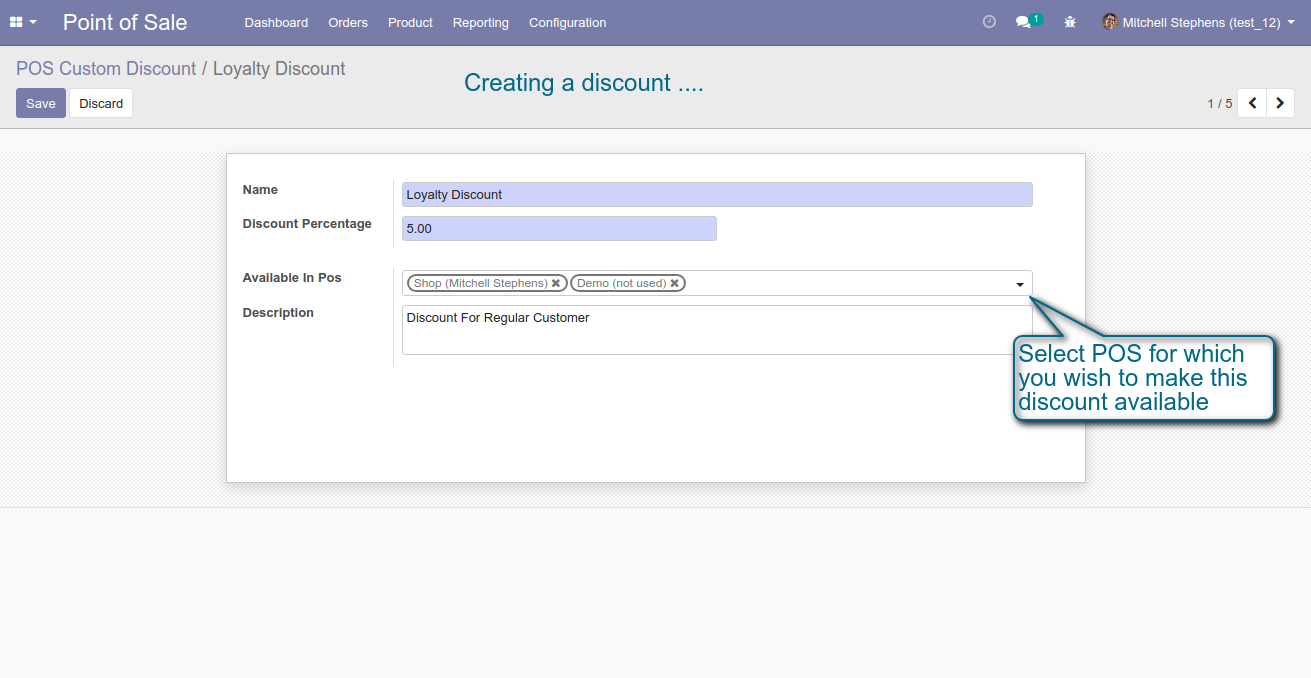 Point of Sale Dashboard Orders Product Reporting Configuration 1 Mitchell Stephens (test_12)
POS Custom Discount / Loyalty Discount
Creating a discount ....
Save Discard
1 / 5
Name Loyalty Discount
Discount Percentage 5.00
Available In Pos Shop (Mitchell Stephens) ✖ Demo (not used) ✖
Description Discount For Regular Customer
Select POS for which
you wish to make this
discount available